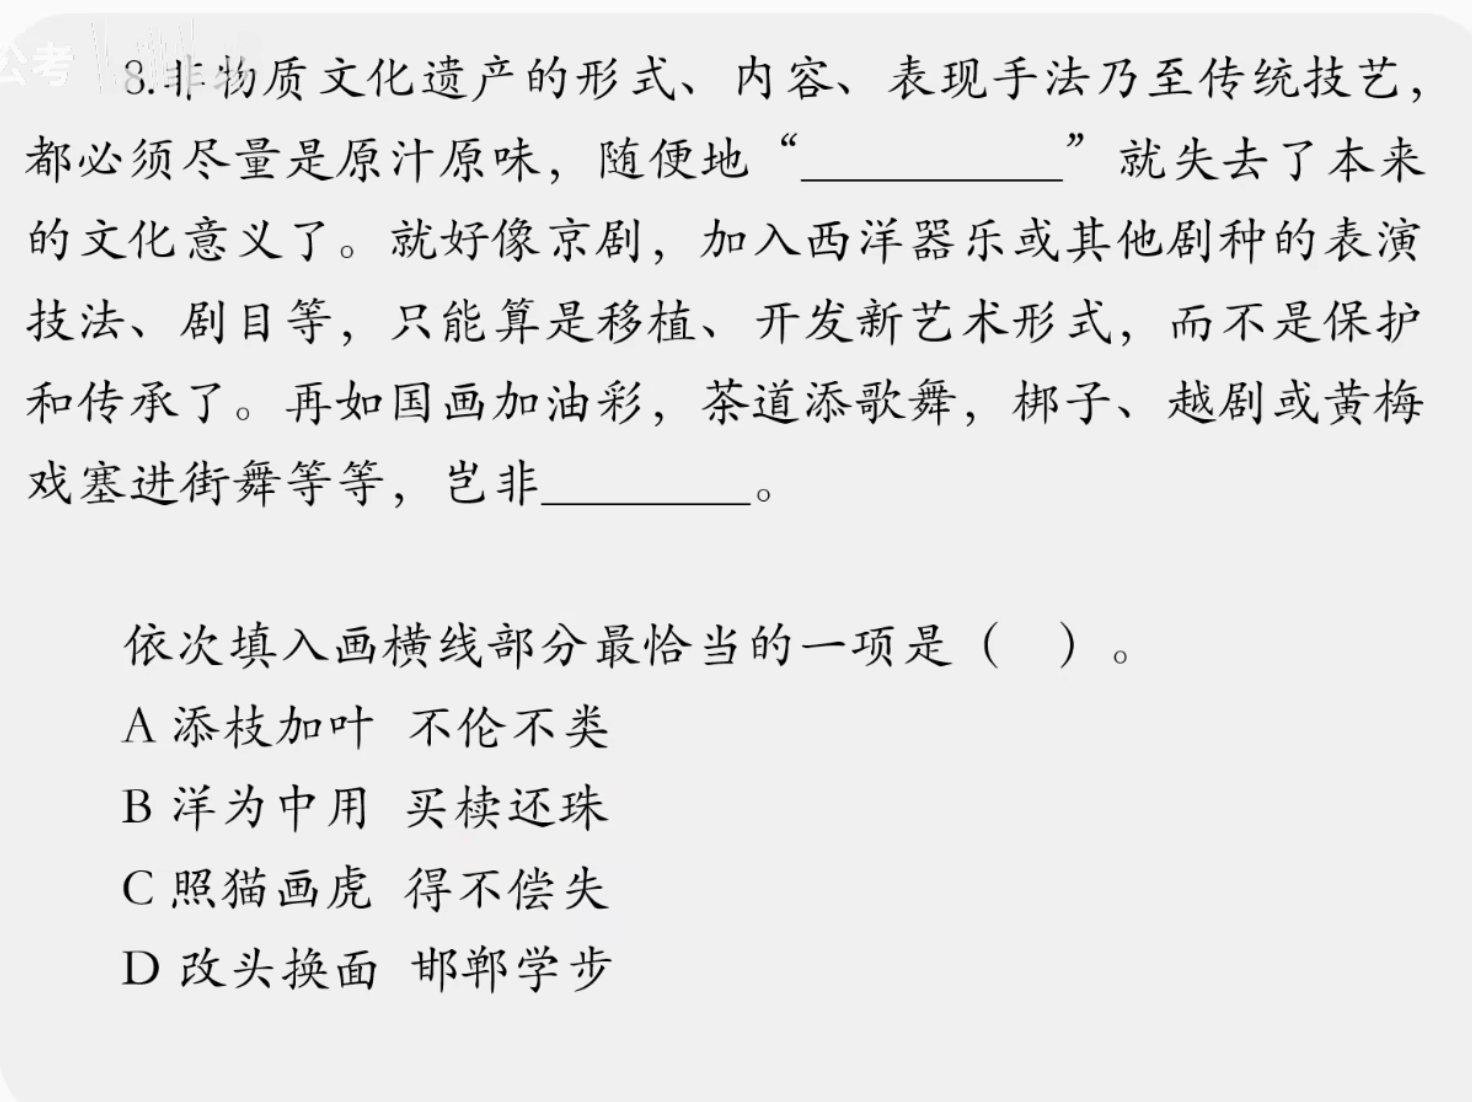 公考
8.非物质文化遗产的形式、内容、表现手法乃至传统技艺，
都必须尽量是原汁原味，随便地“__________”就失去了本来
的文化意义了。就好像京剧，加入西洋器乐或其他剧种的表演
技法、剧目等，只能算是移植、开发新艺术形式，而不是保护
和传承了。再如国画加油彩，茶道添歌舞，梆子、越剧或黄梅
戏塞进街舞等等，岂非________。
依次填入画横线部分最恰当的一项是（ ）。
A 添枝加叶 不伦不类
B 洋为中用 买椟还珠
C 照猫画虎 得不偿失
D 改头换面 邯郸学步